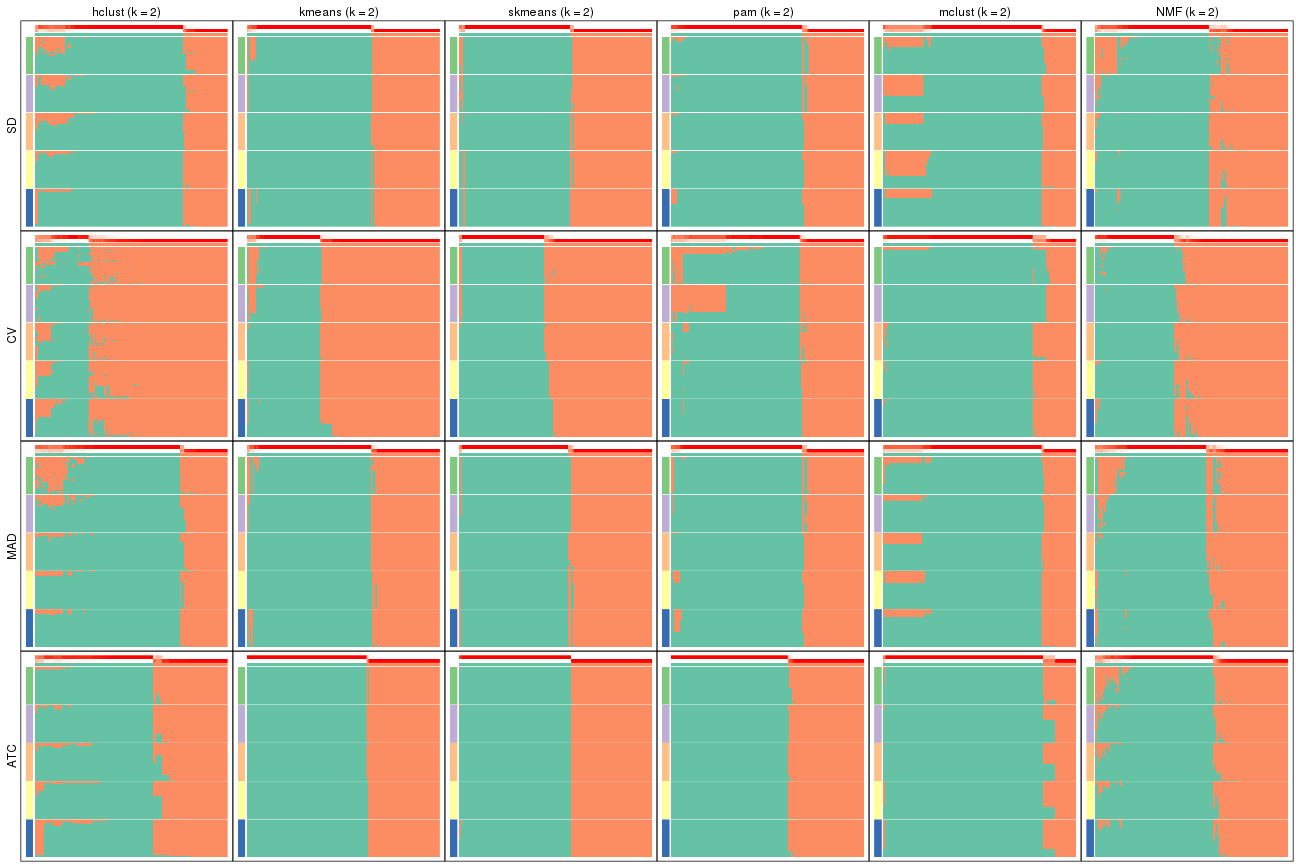 hclust (k = 2) kmeans (k = 2) skmeans (k = 2) pam (k = 2) mclust (k = 2) NMF (k = 2)
SD
CV
MAD
ATC